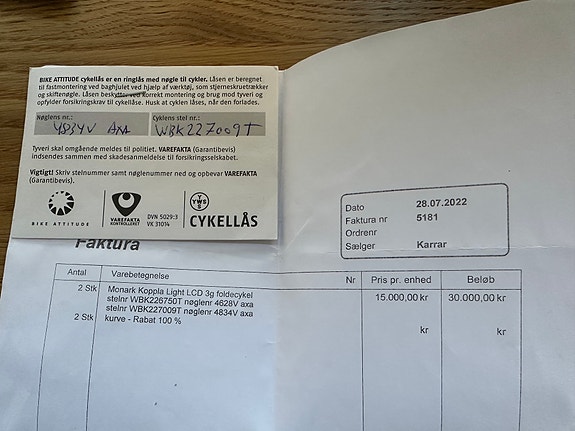 BIKE ATTITUDE cykellås er en ringlås med nøgle til cykler. Låsen er beregnet
til fastmontering ved baghjulet ved hjælp af værktøj, som stjerneskruetrækker
og skiftenøgle. Låsen beskytter ved korrekt montering og brug mod tyveri og
opfylder forsikringskrav til cykellåse. Husk at cyklen låses, når den forlades.
Nøglens nr.: 4834V AXA
Cyklens stel nr.: WBK227009T
Tyveri skal omgående meldes til politiet. VAREFAKTA (Garantibevis)
indsendes sammen med skadesanmeldelse til forsikringsselskabet.
Vigtigt! Skriv stelnummer samt nøglenummer ned og opbevar VAREFAKTA
(Garantibevis).
BIKE ATTITUDE
VAREFAKTA
KONTROLLERET
DVN 5029:3
VK 31014
CYKELLÅS
Dato 28.07.2022
Faktura nr 5181
Ordrenr
Sælger Karrar
Faktura
Antal Varebetegnelse Nr Pris pr. enhed Beløb
2 Stk Monark Koppla Light LCD 3g foldecykel 15.000,00 kr 30.000,00 kr
stelnr WBK226750T nøglenr 4628V axa
stelnr WBK227009T nøglenr 4834V axa
2 Stk kurve - Rabat 100 % kr kr